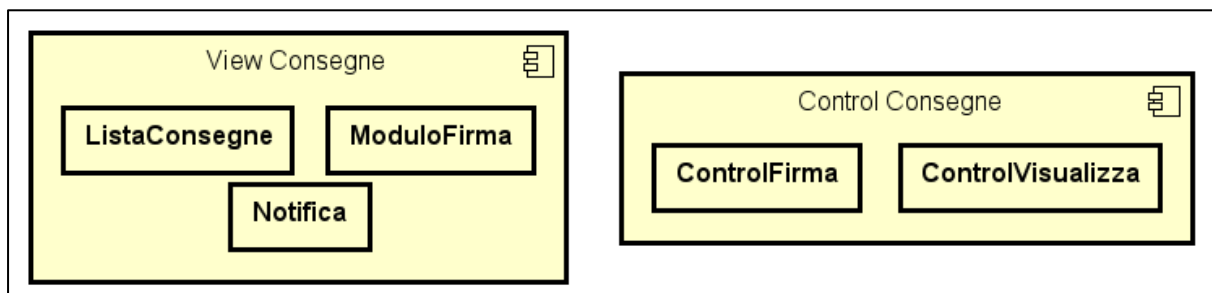 View Consegne
ListaConsegne
ModuloFirma
Notifica
Control Consegne
ControlFirma
ControlVisualizza